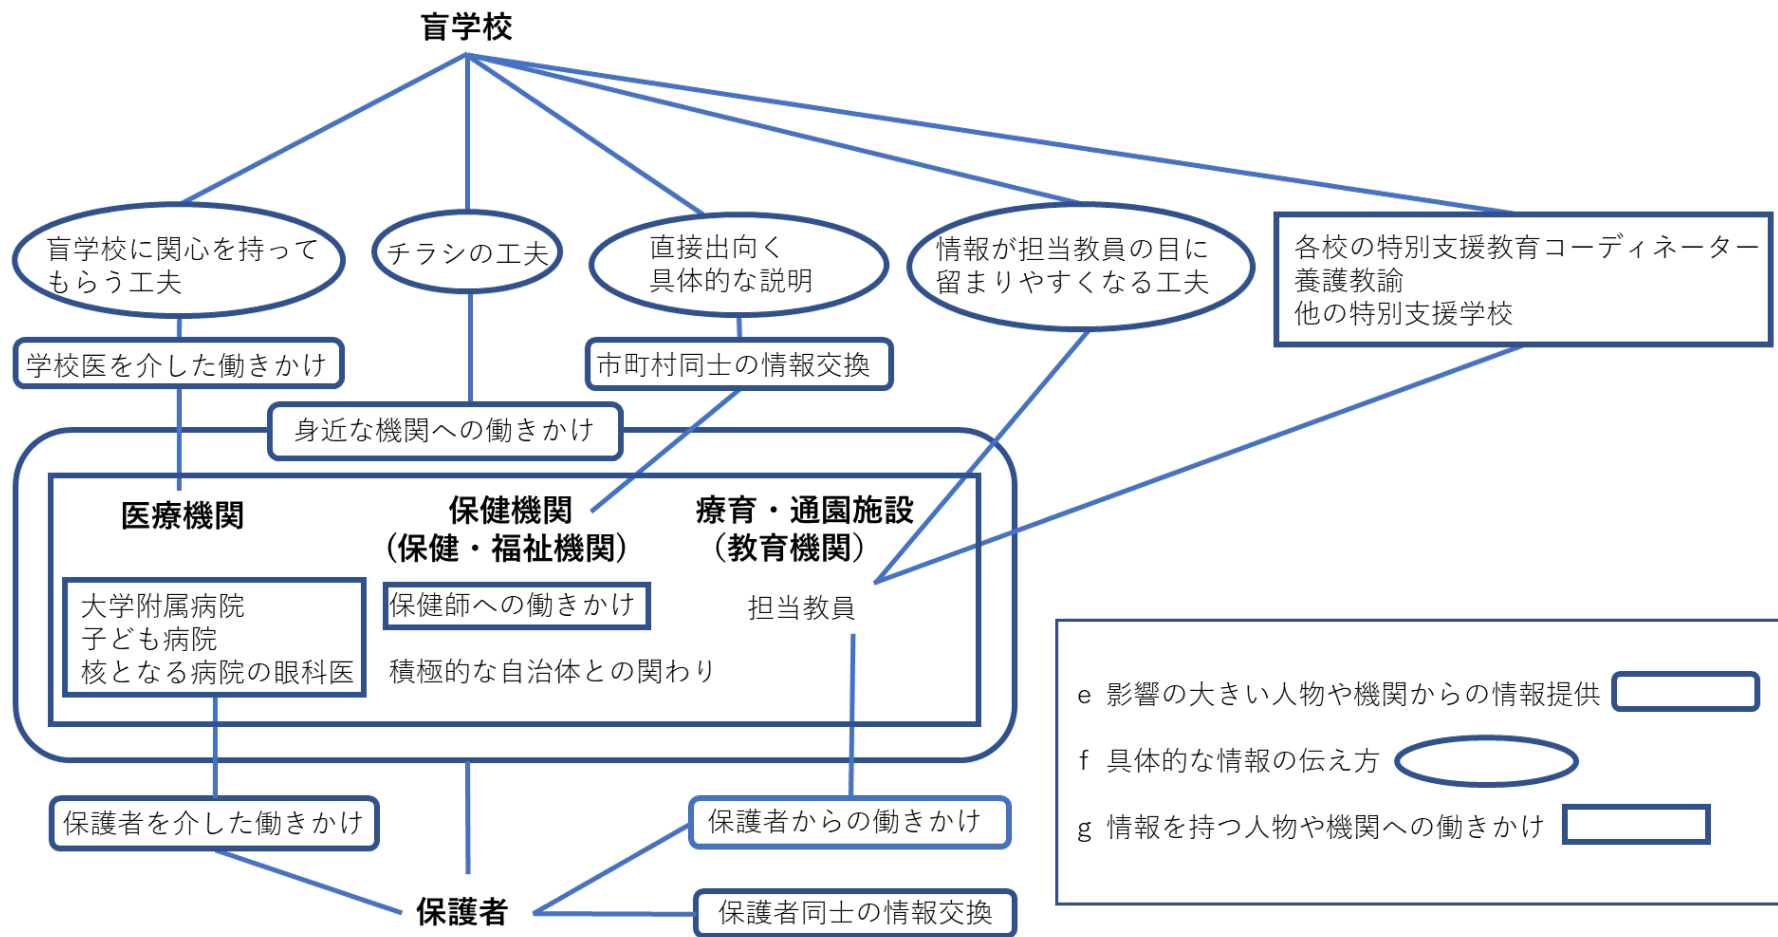 盲学校
盲学校に関心を持って
もらう工夫
チラシの工夫
直接出向く
具体的な説明
情報が担当教員の目に
留まりやすくなる工夫
各校の特別支援教育コーディネーター
養護教諭
他の特別支援学校
学校医を介した働きかけ
市町村同士の情報交換
身近な機関への働きかけ
医療機関
保健機関
(保健・福祉機関)
療育・通園施設
(教育機関)
大学附属病院
子ども病院
核となる病院の眼科医
保健師への働きかけ
積極的な自治体との関わり
担当教員
e 影響の大きい人物や機関からの情報提供
f 具体的な情報の伝え方
g 情報を持つ人物や機関への働きかけ
保護者を介した働きかけ
保護者からの働きかけ
保護者
保護者同士の情報交換